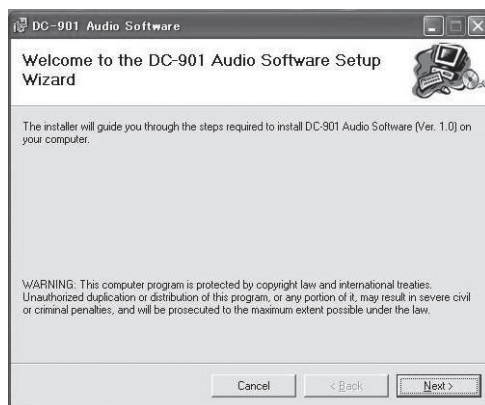 DC-901 Audio Software
Welcome to the DC-901 Audio Software Setup
Wizard
The installer will guide you through the steps required to install DC-901 Audio Software (Ver. 1.0) on
your computer.
WARNING: This computer program is protected by copyright law and international treaties.
Unauthorized duplication or distribution of this program, or any portion of it, may result in severe civil
or criminal penalties, and will be prosecuted to the maximum extent possible under the law.
Cancel < Back Next >